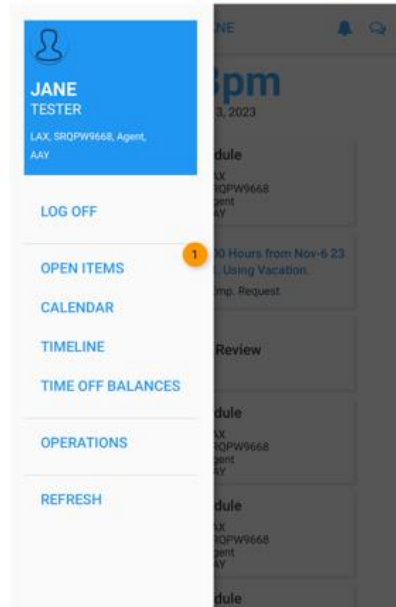 JANE
TESTER
LAX, SRQPW9668, Agent,
AAY
LOG OFF
OPEN ITEMS
1
CALENDAR
TIMELINE
TIME OFF BALANCES
OPERATIONS
REFRESH
NE
pm
3, 2023
dule
AX
RQPW9668
gent
AY
00 Hours from Nov-6 23
, Using Vacation.
mp. Request
Review
dule
AX
RQPW9668
gent
AY
dule
AX
RQPW9668
gent
AY
dule